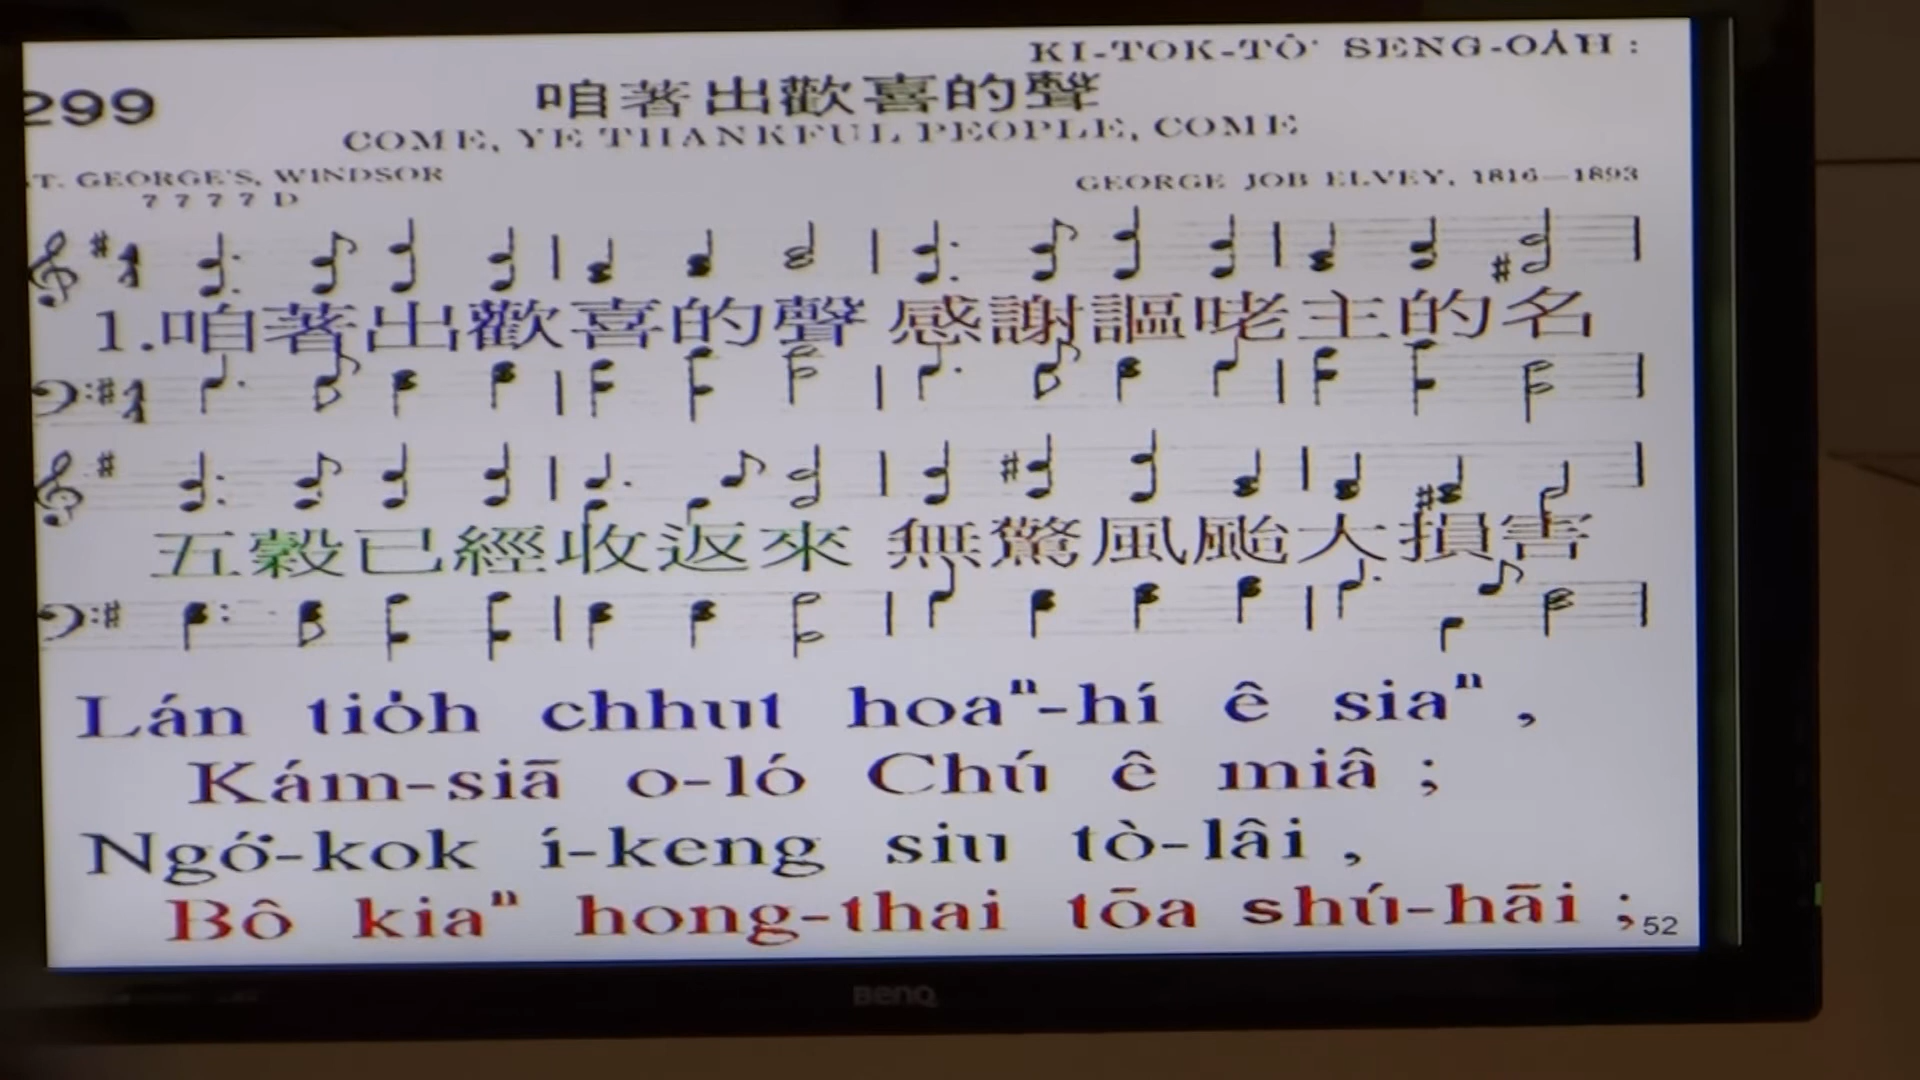 KI-TOK-TÔ͘ SENG-OA̍H :
299
咱著出歡喜的聲
COME, YE THANKFUL PEOPLE, COME
T. GEORGE'S, WINDSOR
7 7 7 7 D
GEORGE JOB ELVEY, 1816—1893
1.咱著出歡喜的聲 感謝謳咾主的名
五穀已經收返來 無驚風颱大損害
Lán tio̍h chhut hoaⁿ-hí ê siaⁿ ,
Kám-siā o-ló Chú ê miâ ;
Ngó͘-kok í-keng siu tò-lâi ,
Bô kiaⁿ hong-thai tōa shú-hāi ;
52
BenQ